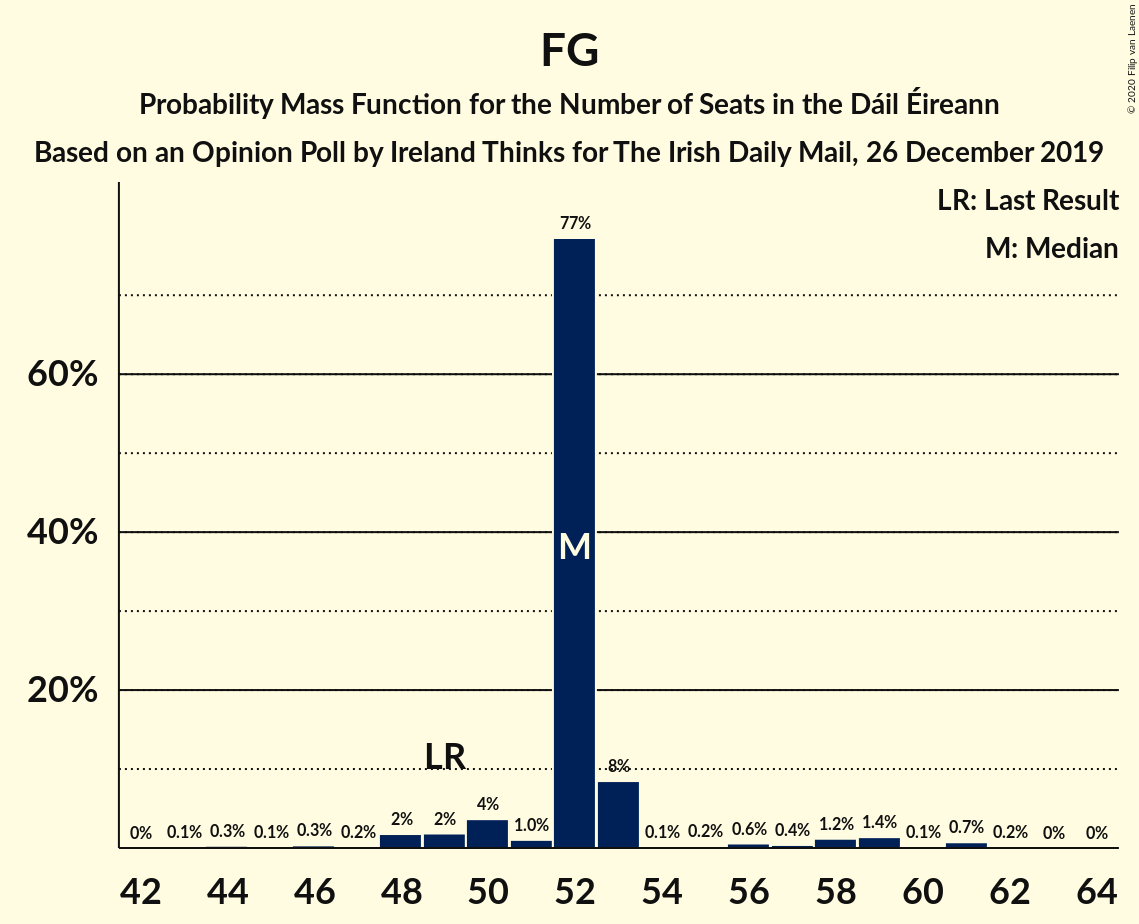 FG
Probability Mass Function for the Number of Seats in the Dáil Éireann
Based on an Opinion Poll by Ireland Thinks for The Irish Daily Mail, 26 December 2019
© 2020 Filip van Laenen
LR: Last Result
M: Median
60%
40%
20%
0% 0.1% 0.3% 0.1% 0.3% 0.2% 2% 2% 4% 1.0% 77% 8% 0.1% 0.2% 0.6% 0.4% 1.2% 1.4% 0.1% 0.7% 0.2% 0% 0%
LR
M
42 44 46 48 50 52 54 56 58 60 62 64